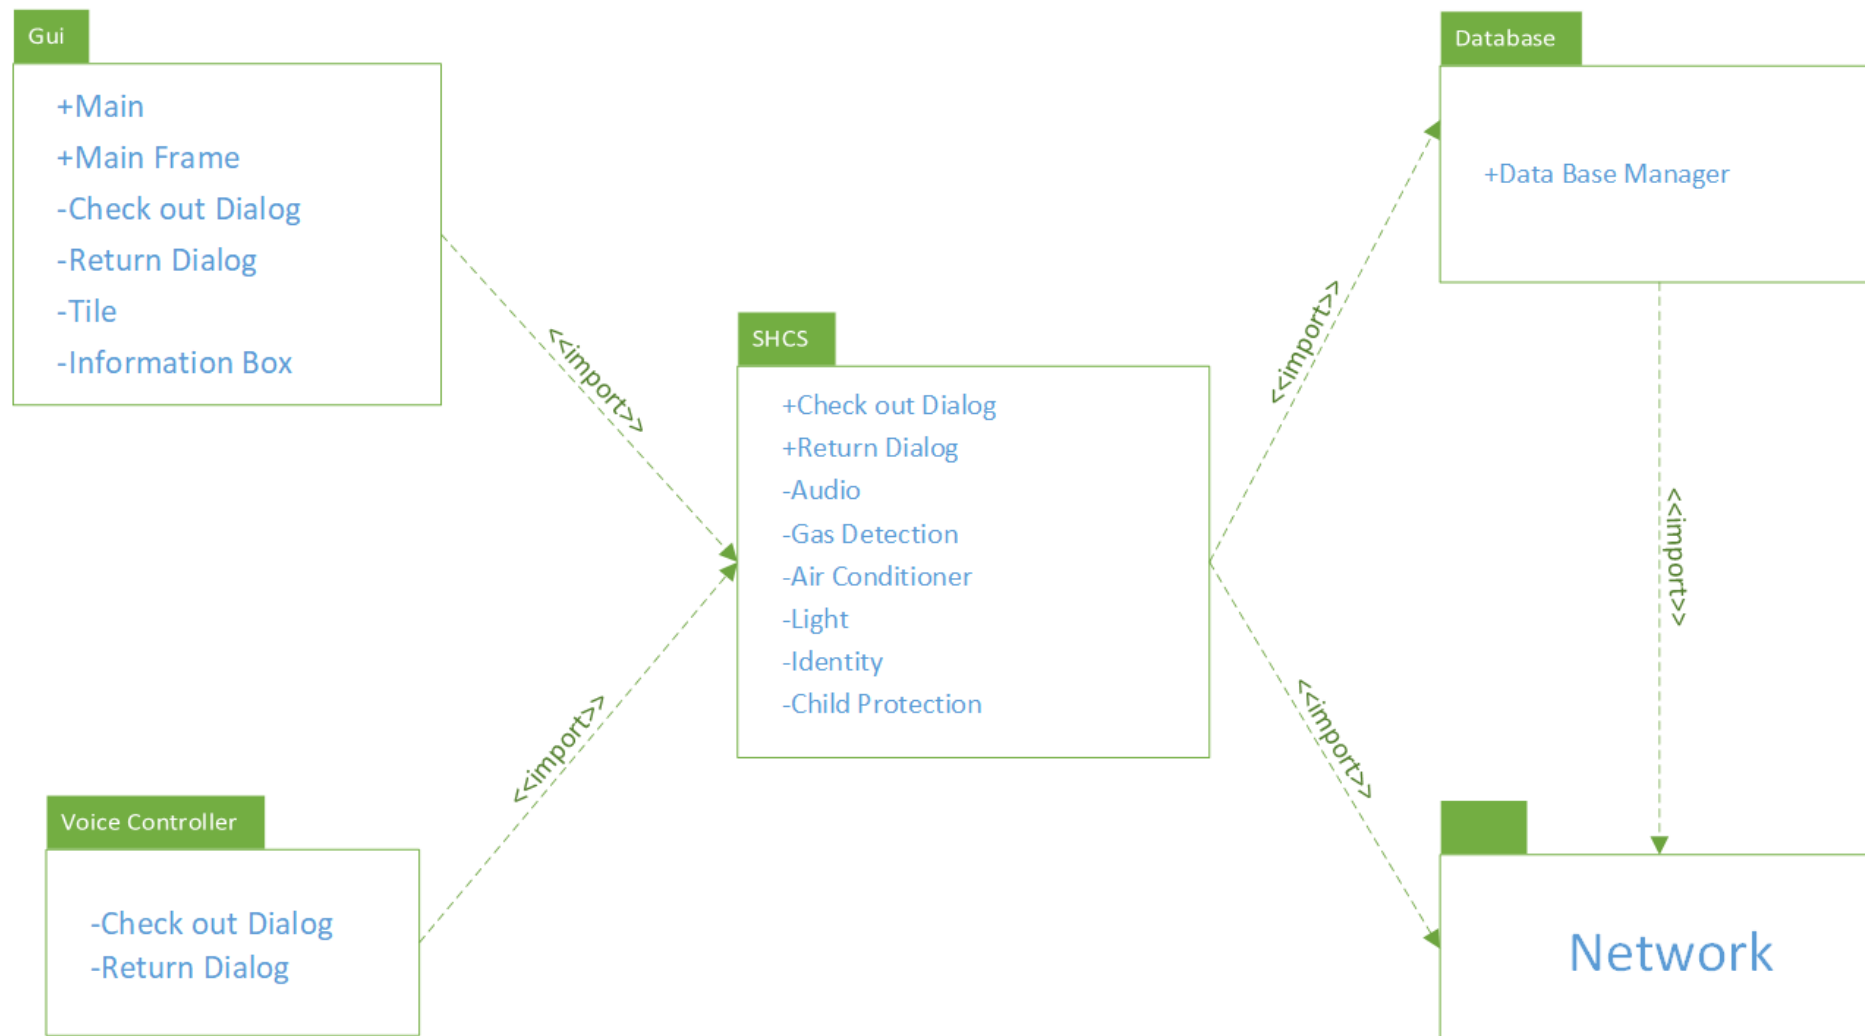 Gui
+Main
+Main Frame
-Check out Dialog
-Return Dialog
-Tile
-Information Box
<<import>>
Voice Controller
-Check out Dialog
-Return Dialog
<<import>>
SHCS
+Check out Dialog
+Return Dialog
-Audio
-Gas Detection
-Air Conditioner
-Light
-Identity
-Child Protection
<<import>>
<<import>>
Database
+Data Base Manager
<<import>>
Network